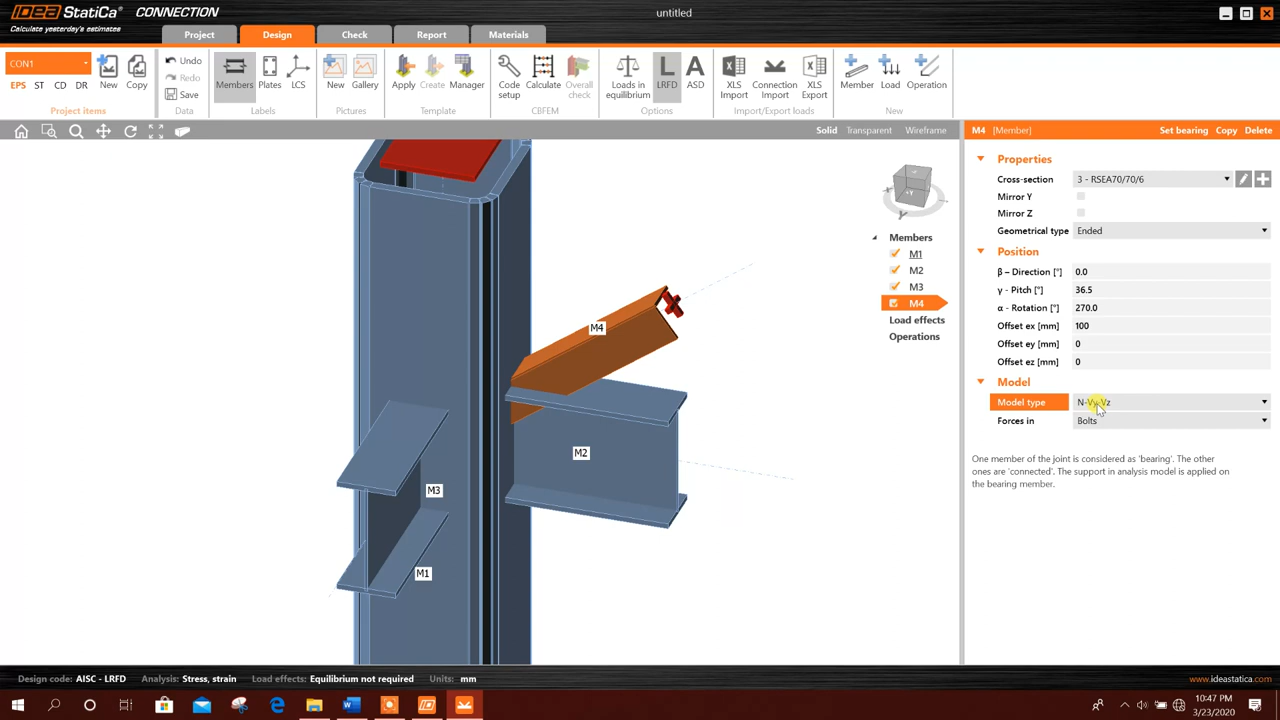 IDEA StatiCa® CONNECTION
Calculate yesterday's estimates
untitled
Project
Design
Check
Report
Materials
CON1
EPS ST CD DR
New
Copy
Undo
Redo
Save
Members
Plates
LCS
New
Gallery
Apply
Create
Manager
Code setup
Calculate
Overall check
Loads in equilibrium
LRFD
ASD
XLS Import
Connection Import
XLS Export
Member
Load
Operation
Project items
Data
Labels
Pictures
Template
CBFEM
Options
Import/Export loads
New
Solid Transparent Wireframe
M4 [Member]
Set bearing Copy Delete
Properties
Cross-section 3 - RSEA70/70/6
Mirror Y
Mirror Z
Geometrical type Ended
Position
β – Direction [°] 0.0
γ - Pitch [°] 36.5
α - Rotation [°] 270.0
Offset ex [mm] 100
Offset ey [mm] 0
Offset ez [mm] 0
Model
Model type N-Vy-Vz
Forces in Bolts
One member of the joint is considered as 'bearing'. The other
ones are 'connected'. The support in analysis model is applied on
the bearing member.
Members
M1
M2
M3
M4
Load effects
Operations
M4
M2
M3
M1
Design code: AISC - LRFD Analysis: Stress, strain Load effects: Equilibrium not required Units: mm
www.ideastatica.com
10:47 PM
3/23/2020